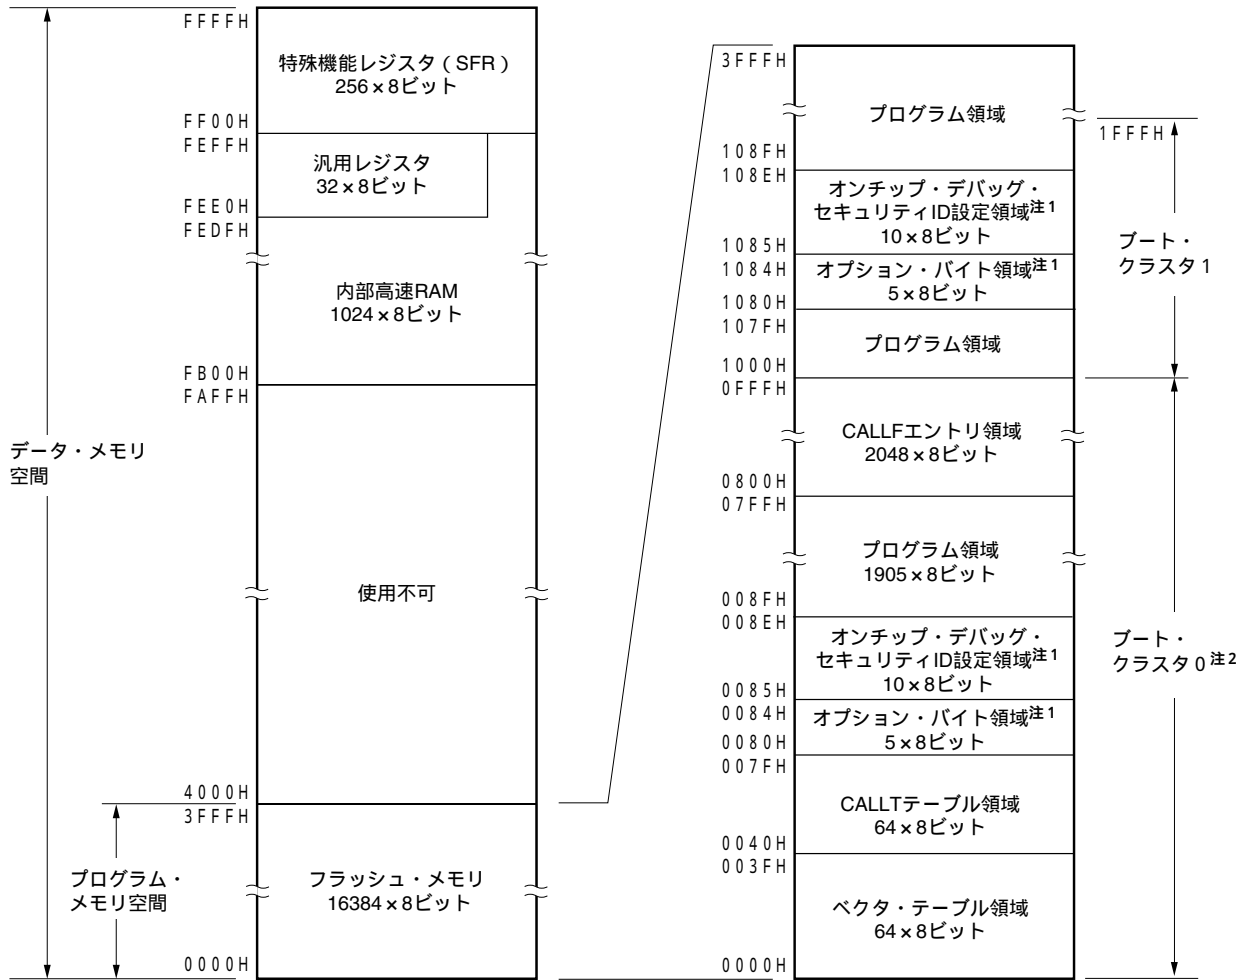 FFFFH
特殊機能レジスタ（SFR）
256×8ビット
FF00H
FEFFH
汎用レジスタ
32×8ビット
FEE0H
FEDFH
内部高速RAM
1024×8ビット
FB00H
FAFFH
データ・メモリ
空間
使用不可
4000H
3FFFH
プログラム・
メモリ空間
フラッシュ・メモリ
16384×8ビット
0000H
3FFFH
プログラム領域
1FFFH
108FH
108EH
オンチップ・デバッグ・
セキュリティID設定領域注1
10×8ビット
1085H
1084H
オプション・バイト領域注1
5×8ビット
1080H
107FH
プログラム領域
1000H
ブート・
クラスタ1
0FFFH
CALLFエントリ領域
2048×8ビット
0800H
07FFH
プログラム領域
1905×8ビット
008FH
008EH
オンチップ・デバッグ・
セキュリティID設定領域注1
10×8ビット
0085H
0084H
オプション・バイト領域注1
5×8ビット
0080H
007FH
CALLTテーブル領域
64×8ビット
0040H
003FH
ベクタ・テーブル領域
64×8ビット
0000H
ブート・
クラスタ0注2